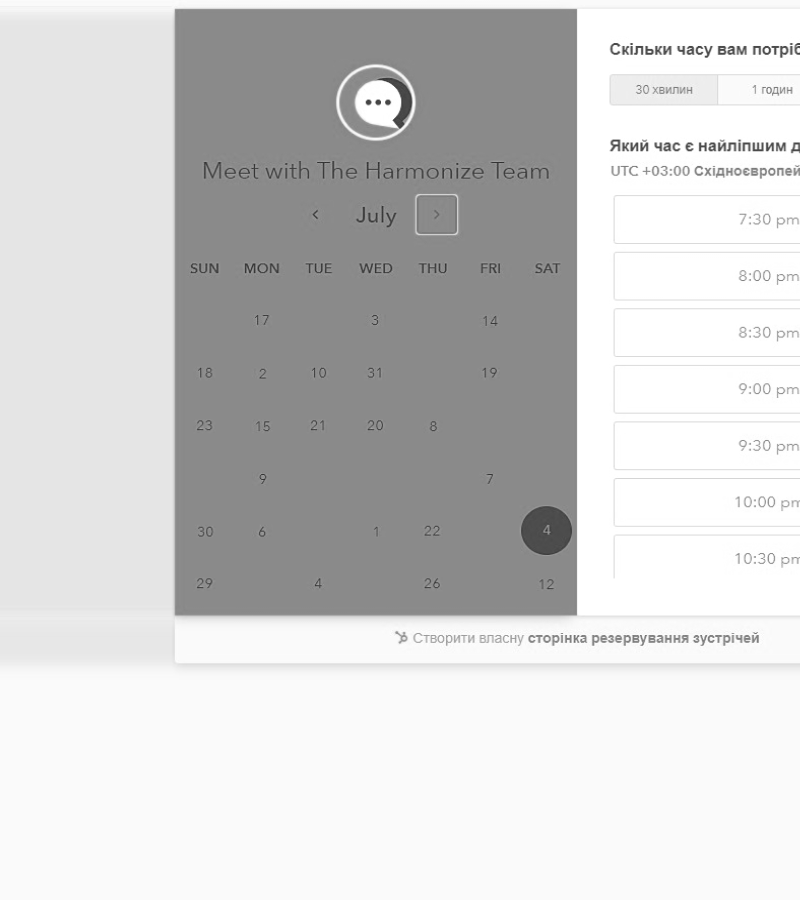 Meet with The Harmonize Team
July
SUN MON TUE WED THU FRI SAT
17 3 14
18 2 10 31 19
23 15 21 20 8
9 7
30 6 1 22 4
29 4 26 12
Скільки часу вам потріб
30 хвилин 1 годин
Який час є найліпшим д
UTC +03:00 Східноєвропей
7:30 pm
8:00 pm
8:30 pm
9:00 pm
9:30 pm
10:00 pm
10:30 pm
Створити власну сторінка резервування зустрічей